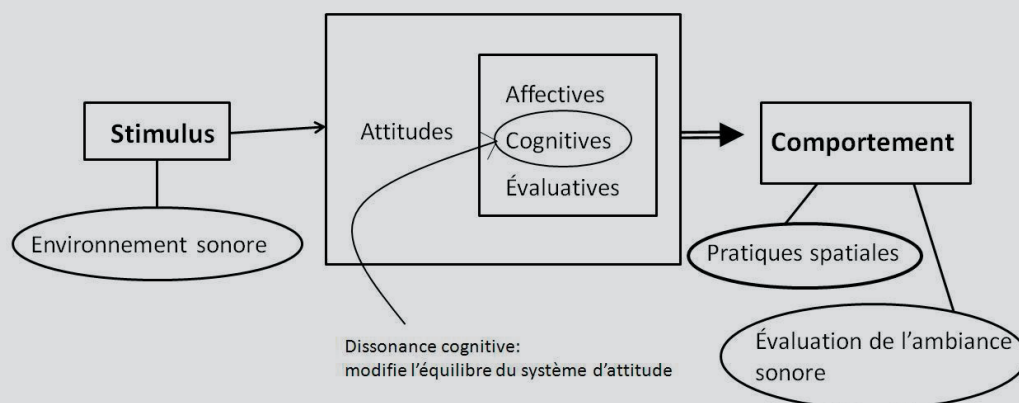 Stimulus
Environnement sonore
Attitudes
Affectives
Cognitives
Évaluatives
Dissonance cognitive:
modifie l'équilibre du système d'attitude
Comportement
Pratiques spatiales
Évaluation de l'ambiance
sonore